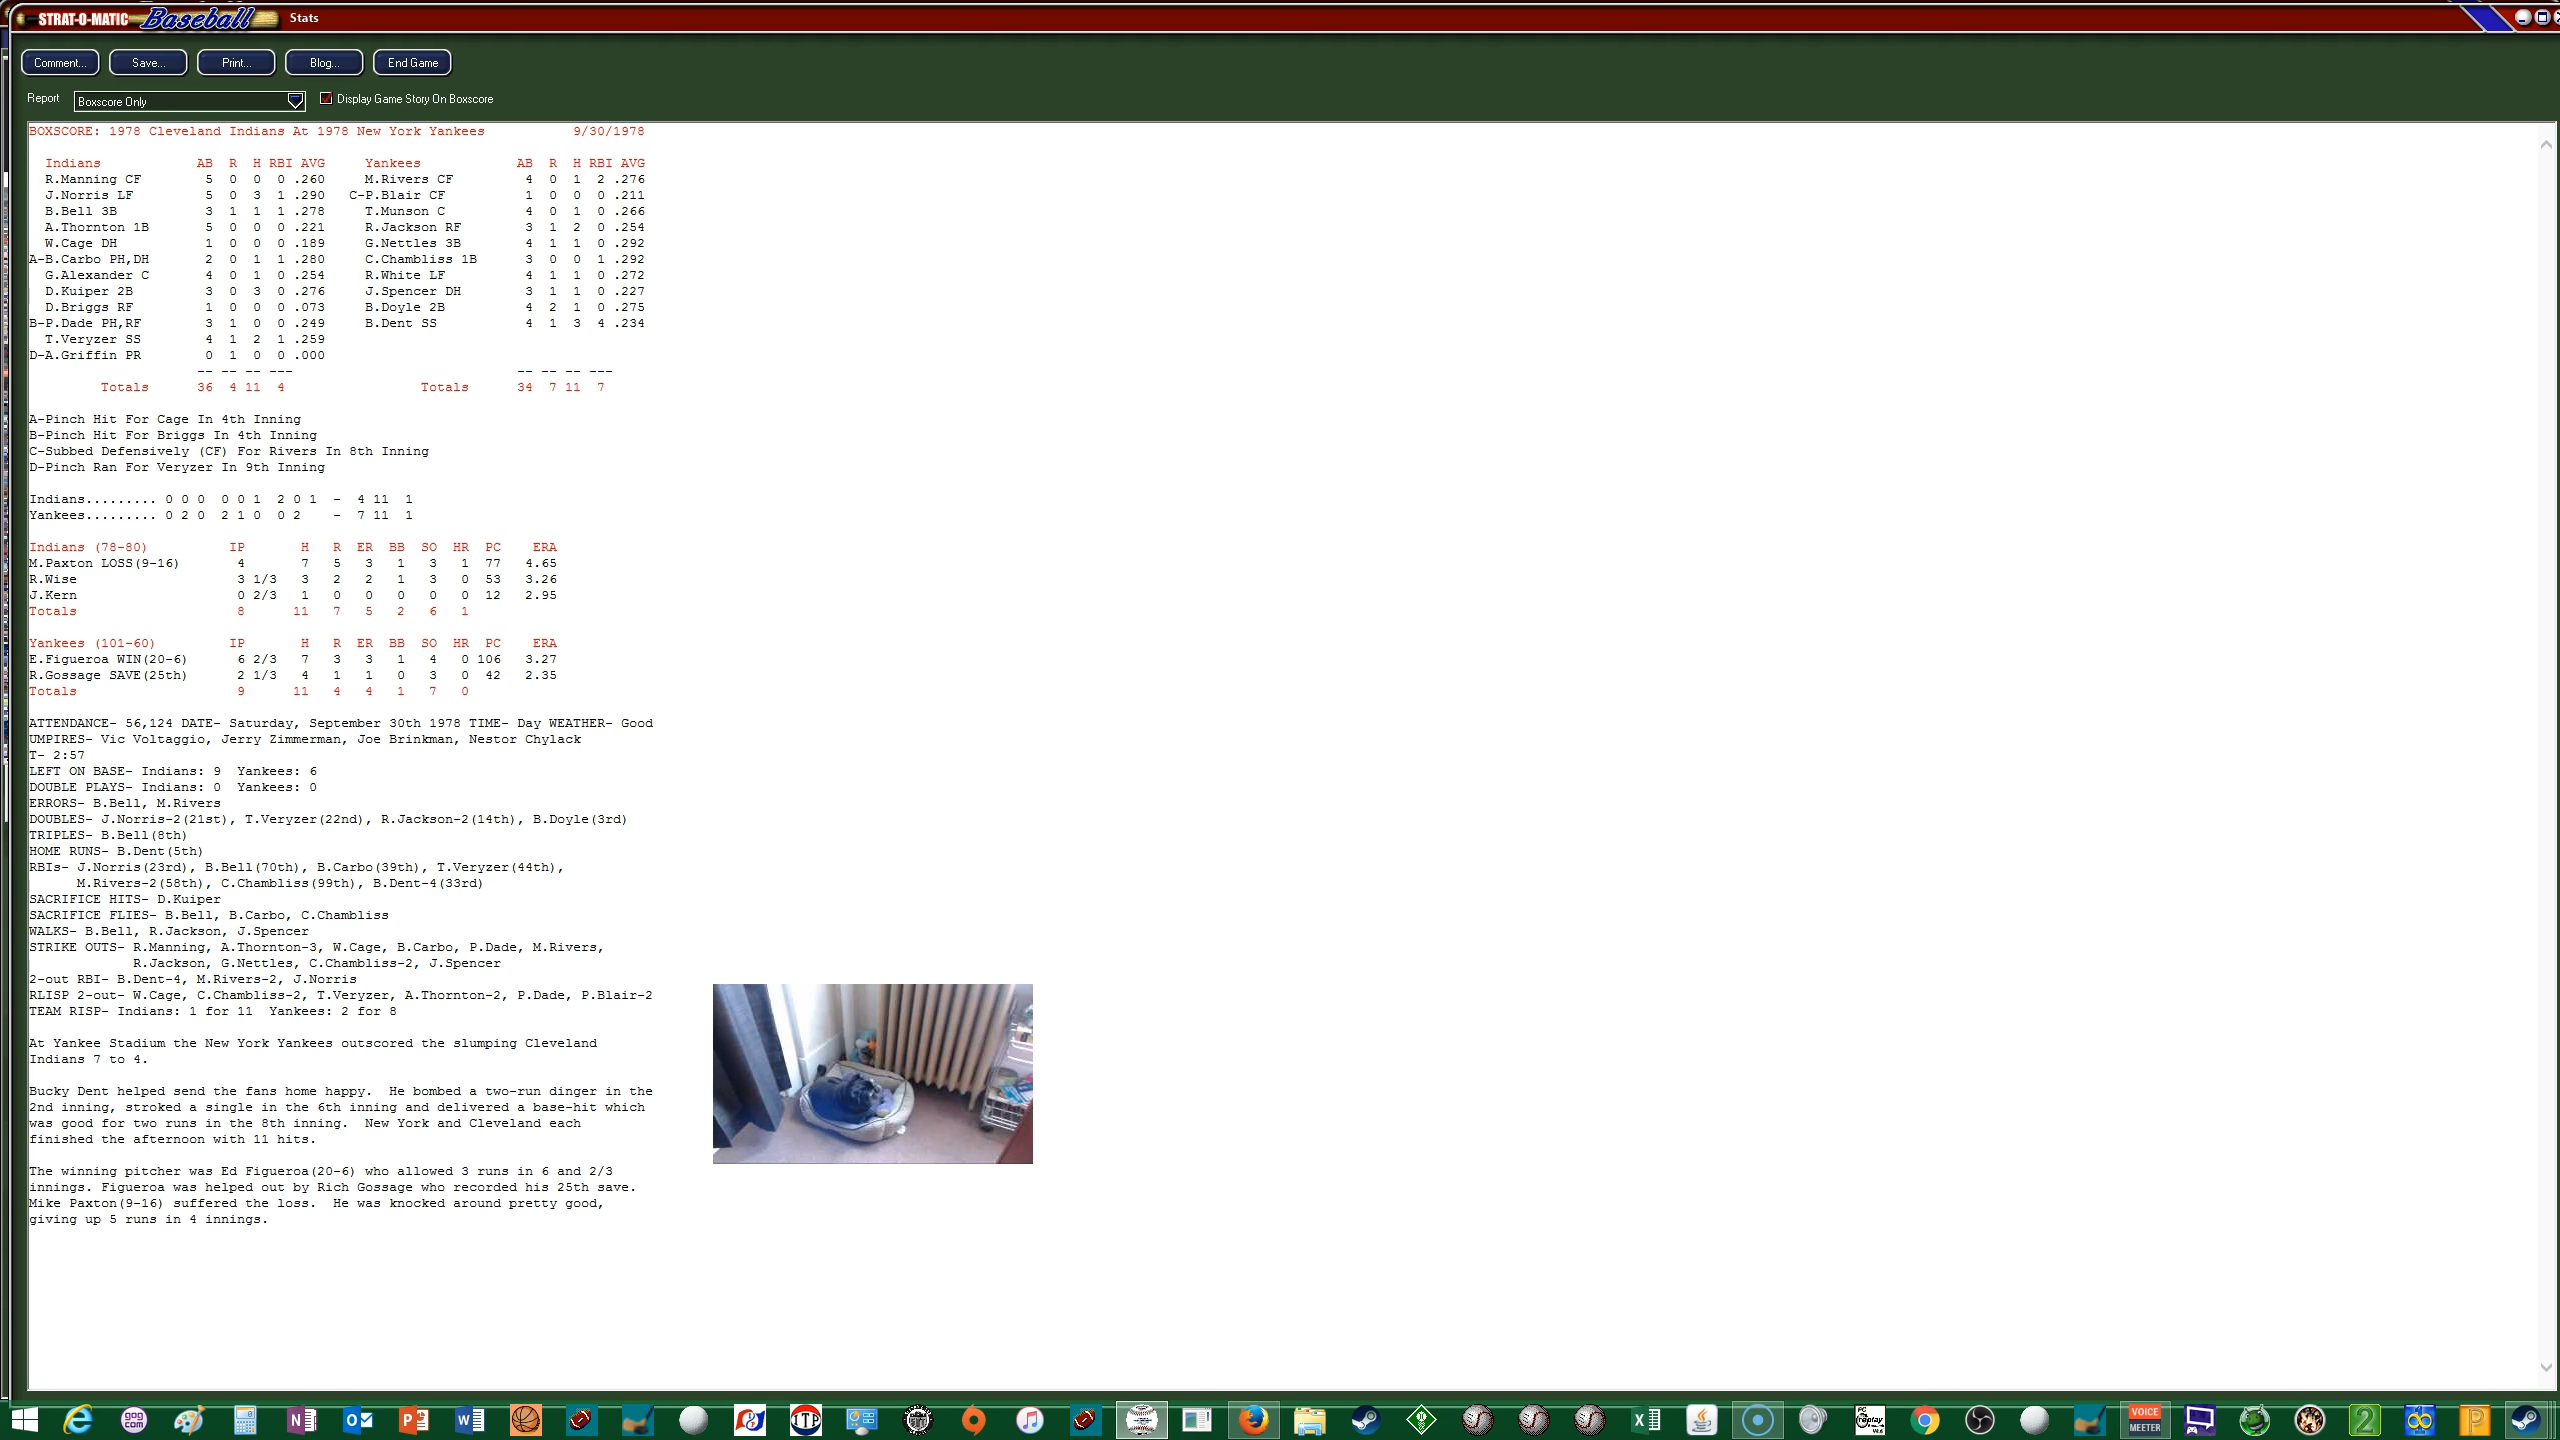 STRAT-O-MATIC Baseball Stats
Comment... Save... Print... Blog... End Game
Report Boxscore Only Display Game Story On Boxscore
BOXSCORE: 1978 Cleveland Indians At 1978 New York Yankees 9/30/1978
Indians AB R H RBI AVG Yankees AB R H RBI AVG
R.Manning CF 5 0 0 0 .260 M.Rivers CF 4 0 1 2 .276
J.Norris LF 5 0 3 1 .290 C-P.Blair CF 1 0 0 0 .211
B.Bell 3B 3 1 1 1 .278 T.Munson C 4 0 1 0 .266
A.Thornton 1B 5 0 0 0 .221 R.Jackson RF 3 1 2 0 .254
W.Cage DH 1 0 0 0 .189 G.Nettles 3B 4 1 1 0 .292
A-B.Carbo PH,DH 2 0 1 1 .280 C.Chambliss 1B 3 0 0 1 .292
G.Alexander C 4 0 1 0 .254 R.White LF 4 1 1 0 .272
D.Kuiper 2B 3 0 3 0 .276 J.Spencer DH 3 1 1 0 .227
D.Briggs RF 1 0 0 0 .073 B.Doyle 2B 4 2 1 0 .275
B-P.Dade PH,RF 3 1 0 0 .249 B.Dent SS 4 1 3 4 .234
T.Veryzer SS 4 1 2 1 .259
D-A.Griffin PR 0 1 0 0 .000
-- -- -- --- -- -- -- ---
Totals 36 4 11 4 Totals 34 7 11 7
A-Pinch Hit For Cage In 4th Inning
B-Pinch Hit For Briggs In 4th Inning
C-Subbed Defensively (CF) For Rivers In 8th Inning
D-Pinch Ran For Veryzer In 9th Inning
Indians......... 0 0 0 0 0 1 2 0 1 - 4 11 1
Yankees......... 0 2 0 2 1 0 0 2 - 7 11 1
Indians (78-80) IP H R ER BB SO HR PC ERA
M.Paxton LOSS(9-16) 4 7 5 3 1 3 1 77 4.65
R.Wise 3 1/3 3 2 2 1 3 0 53 3.26
J.Kern 0 2/3 1 0 0 0 0 0 12 2.95
Totals 8 11 7 5 2 6 1
Yankees (101-60) IP H R ER BB SO HR PC ERA
E.Figueroa WIN(20-6) 6 2/3 7 3 3 1 4 0 106 3.27
R.Gossage SAVE(25th) 2 1/3 4 1 1 0 3 0 42 2.35
Totals 9 11 4 4 1 7 0
ATTENDANCE- 56,124 DATE- Saturday, September 30th 1978 TIME- Day WEATHER- Good
UMPIRES- Vic Voltaggio, Jerry Zimmerman, Joe Brinkman, Nestor Chylack
T- 2:57
LEFT ON BASE- Indians: 9 Yankees: 6
DOUBLE PLAYS- Indians: 0 Yankees: 0
ERRORS- B.Bell, M.Rivers
DOUBLES- J.Norris-2(21st), T.Veryzer(22nd), R.Jackson-2(14th), B.Doyle(3rd)
TRIPLES- B.Bell(8th)
HOME RUNS- B.Dent(5th)
RBIs- J.Norris(23rd), B.Bell(70th), B.Carbo(39th), T.Veryzer(44th),
M.Rivers-2(58th), C.Chambliss(99th), B.Dent-4(33rd)
SACRIFICE HITS- D.Kuiper
SACRIFICE FLIES- B.Bell, B.Carbo, C.Chambliss
WALKS- B.Bell, R.Jackson, J.Spencer
STRIKE OUTS- R.Manning, A.Thornton-3, W.Cage, B.Carbo, P.Dade, M.Rivers,
R.Jackson, G.Nettles, C.Chambliss-2, J.Spencer
2-out RBI- B.Dent-4, M.Rivers-2, J.Norris
RLISP 2-out- W.Cage, C.Chambliss-2, T.Veryzer, A.Thornton-2, P.Dade, P.Blair-2
TEAM RISP- Indians: 1 for 11 Yankees: 2 for 8
At Yankee Stadium the New York Yankees outscored the slumping Cleveland
Indians 7 to 4.
Bucky Dent helped send the fans home happy. He bombed a two-run dinger in the
2nd inning, stroked a single in the 6th inning and delivered a base-hit which
was good for two runs in the 8th inning. New York and Cleveland each
finished the afternoon with 11 hits.
The winning pitcher was Ed Figueroa(20-6) who allowed 3 runs in 6 and 2/3
innings. Figueroa was helped out by Rich Gossage who recorded his 25th save.
Mike Paxton(9-16) suffered the loss. He was knocked around pretty good,
giving up 5 runs in 4 innings.
gog com ITP VOICE MEETER